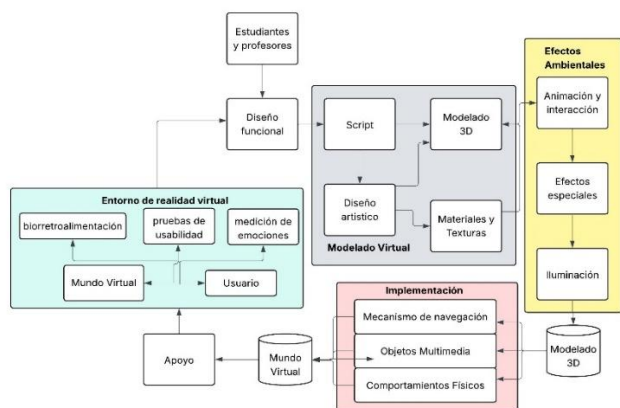 Estudiantes
y profesores
Efectos
Ambientales
Diseño
funcional
Script
Modelado
3D
Animación y
interacción
Entorno de realidad virtual
biorretroalimentación
pruebas de
usabilidad
medición de
emociones
Mundo Virtual
Usuario
Diseño
artistico
Materiales y
Texturas
Modelado Virtual
Efectos
especiales
Iluminación
Implementación
Mecanismo de navegación
Objetos Multimedia
Comportamientos Físicos
Apoyo
Mundo
Virtual
Modelado
3D